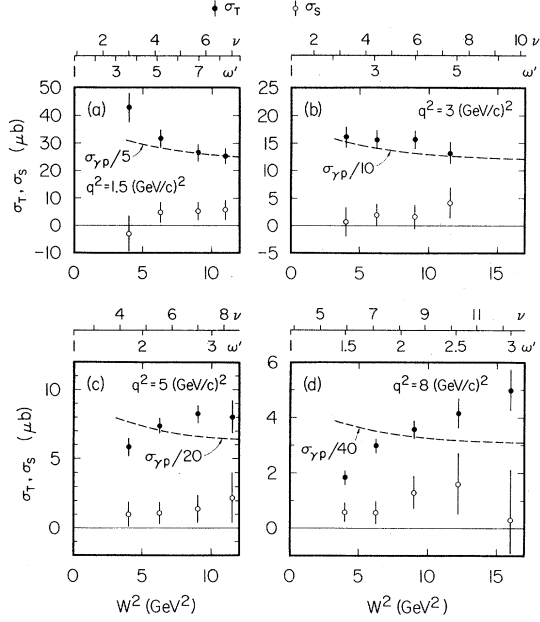 σT σS
2 4 6 ν
1 3 5 7 ω'
2 4 6 8 10 ν
1 3 5 ω'
σT, σS (μb)
50
40
30
20
10
0
-10
(a)
σγp/5
q²=1.5 (GeV/c)²
0 5 10
25
20
15
10
5
0
-5
(b) q²=3 (GeV/c)²
σγp/10
0 5 10 15
4 6 8 ν
1 2 3 ω'
5 7 9 11 ν
1 1.5 2 2.5 3 ω'
σT, σS (μb)
10
5
0
(c) q²=5 (GeV/c)²
σγp/20
0 5 10
W² (GeV²)
6
4
2
0
(d) q²=8 (GeV/c)²
σγp/40
0 5 10 15
W² (GeV²)